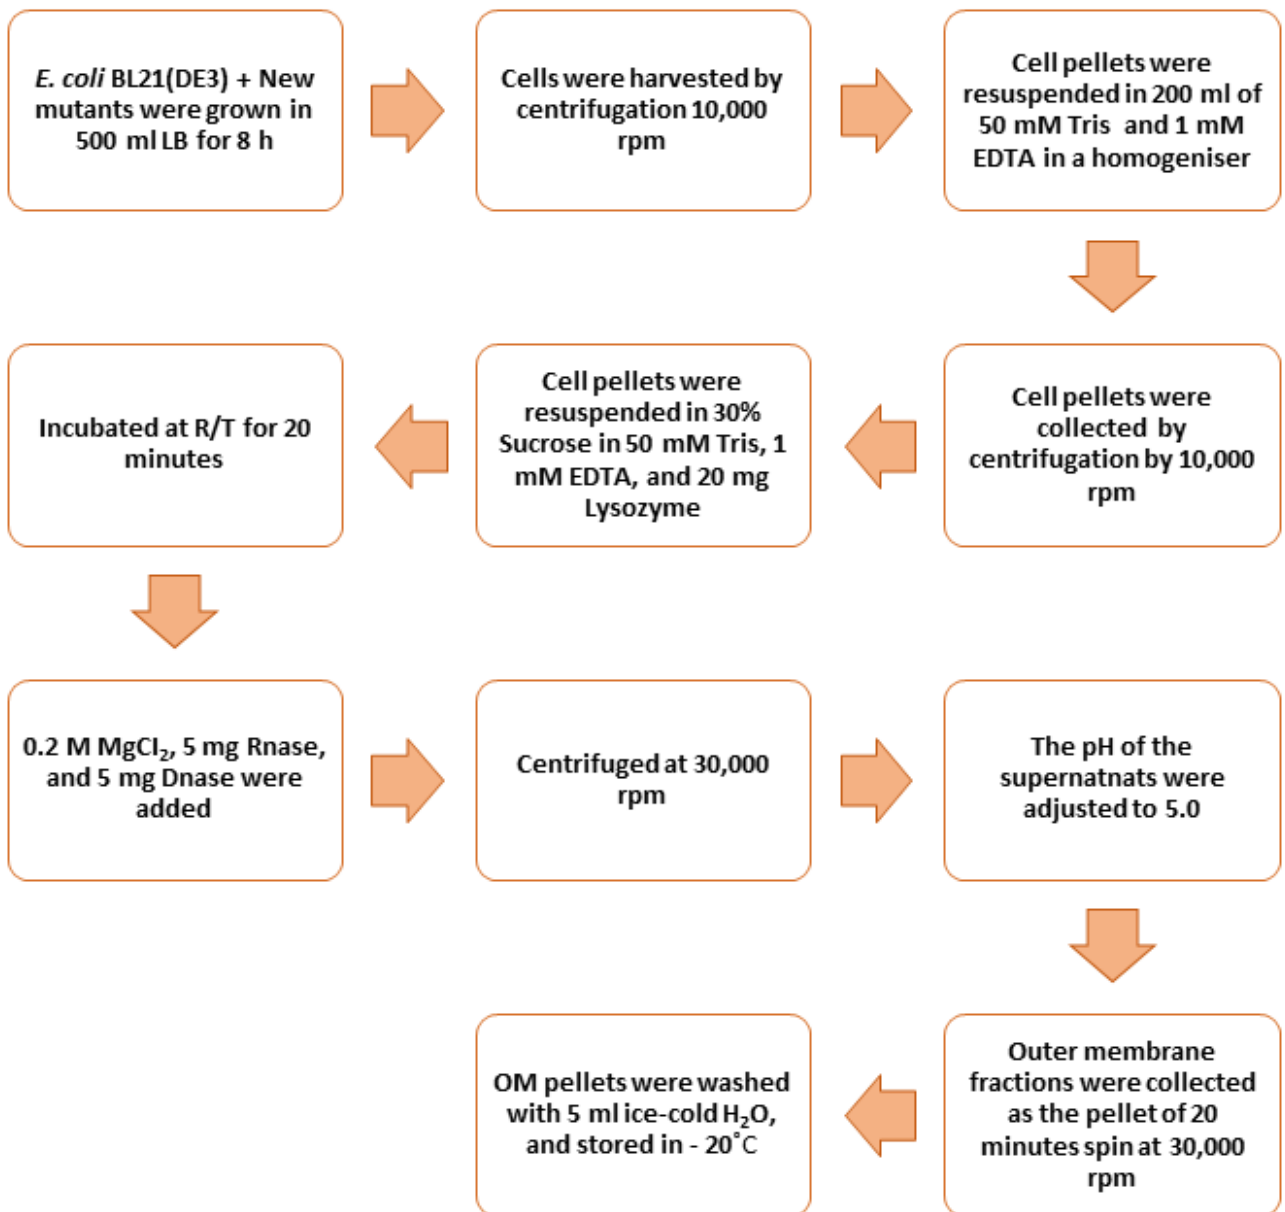 E. coli BL21(DE3) + New
mutants were grown in
500 ml LB for 8 h
Cells were harvested by
centrifugation 10,000
rpm
Cell pellets were
resuspended in 200 ml of
50 mM Tris and 1 mM
EDTA in a homogeniser
Cell pellets were
collected by
centrifugation by 10,000
rpm
Cell pellets were
resuspended in 30%
Sucrose in 50 mM Tris, 1
mM EDTA, and 20 mg
Lysozyme
Incubated at R/T for 20
minutes
0.2 M MgCl₂, 5 mg Rnase,
and 5 mg Dnase were
added
Centrifuged at 30,000
rpm
The pH of the
supernatnats were
adjusted to 5.0
Outer membrane
fractions were collected
as the pellet of 20
minutes spin at 30,000
rpm
OM pellets were washed
with 5 ml ice-cold H₂O,
and stored in - 20˚C